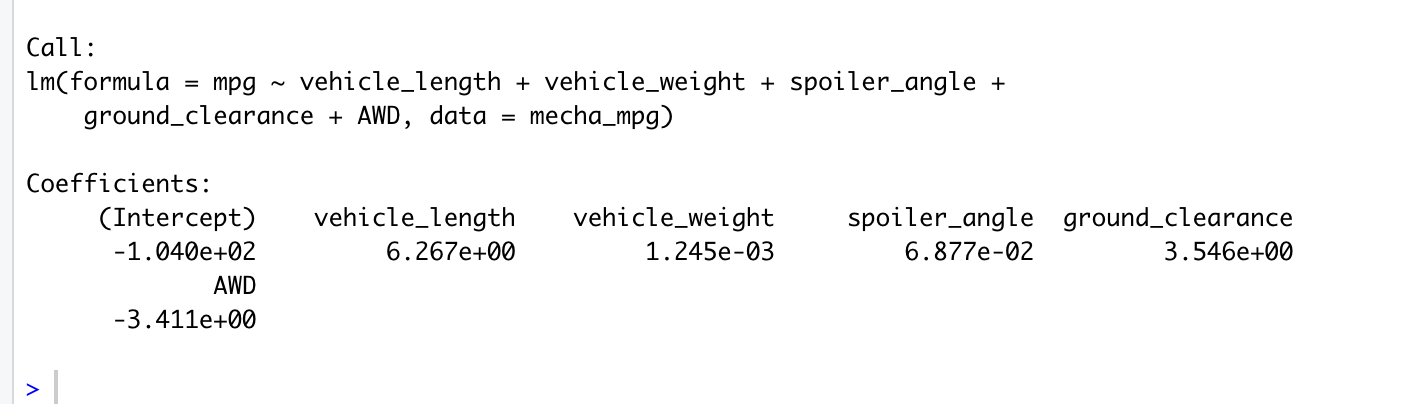 Call:
lm(formula = mpg ~ vehicle_length + vehicle_weight + spoiler_angle +
    ground_clearance + AWD, data = mecha_mpg)
Coefficients:
     (Intercept)    vehicle_length    vehicle_weight     spoiler_angle  ground_clearance
      -1.040e+02         6.267e+00         1.245e-03         6.877e-02         3.546e+00
             AWD
      -3.411e+00
>